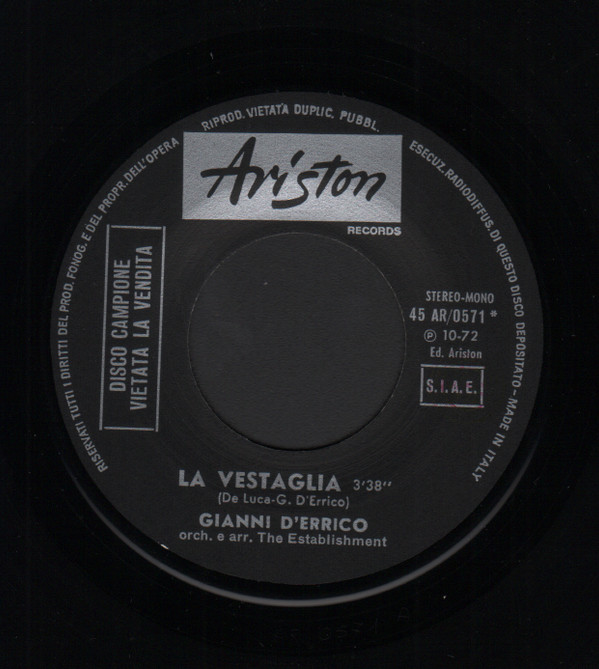 RISERVATI TUTTI I DIRITTI DEL PROD. FONOG. E DEL PROPR. DELL'OPERA
RIPROD. VIETATA DUPLIC. PUBBL.
ESECUZ. RADIODIFFUS. DI QUESTO DISCO DEPOSITATO - MADE IN ITALY
Ariston
RECORDS
DISCO CAMPIONE
VIETATA LA VENDITA
STEREO-MONO
45 AR/0571 *
Ⓟ 10-72
Ed. Ariston
S.I.A.E.
LA VESTAGLIA 3'38''
(De Luca-G. D'Errico)
GIANNI D'ERRICO
orch. e arr. The Establishment